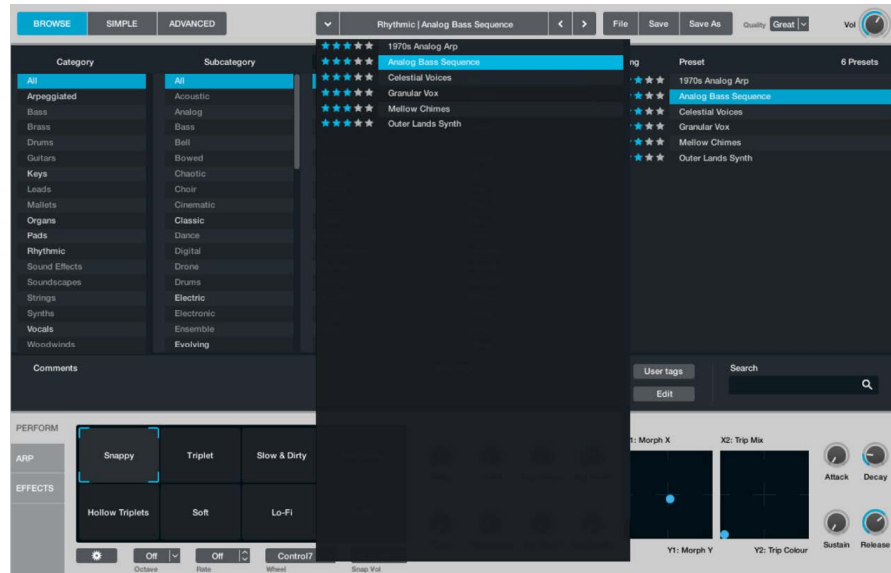 BROWSE SIMPLE ADVANCED Rhythmic | Analog Bass Sequence < > File Save Save As Quality Great Vol
Category Subcategory ng Preset 6 Presets
1970s Analog Arp
Analog Bass Sequence
Celestial Voices
Granular Vox
Mellow Chimes
Outer Lands Synth
All
Arpeggiated
Bass
Brass
Drums
Guitars
Keys
Leads
Mallets
Organs
Pads
Rhythmic
Sound Effects
Soundscapes
Strings
Synths
Vocals
Woodwinds
All
Acoustic
Analog
Bass
Bell
Bowed
Chaotic
Choir
Cinematic
Classic
Dance
Digital
Drone
Drums
Electric
Electronic
Ensemble
Evolving
1970s Analog Arp
Analog Bass Sequence
Celestial Voices
Granular Vox
Mellow Chimes
Outer Lands Synth
Comments User tags Search
Edit
PERFORM
ARP
EFFECTS
Snappy Triplet Slow & Dirty
Hollow Triplets Soft Lo-Fi
Off Off Control7
Octave Rate Wheel Snap Vol
1: Morph X X2: Trip Mix
Y1: Morph Y Y2: Trip Colour
Attack Decay
Sustain Release